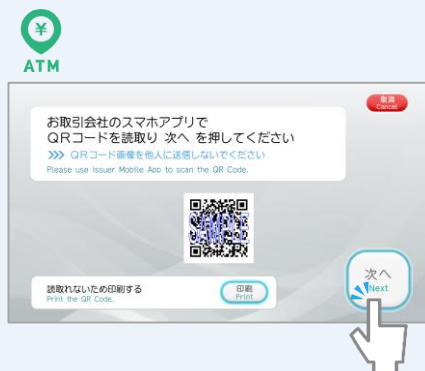 ¥
ATM
取消
Cancel
お取引会社のスマホアプリで
QRコードを読取り 次へ を押してください
>>> QRコード画像を他人に送信しないでください
Please use Issuer Mobile App to scan the QR Code.
SAMPLE
読取れないため印刷する
Print the QR Code.
印刷
Print
次へ
Next